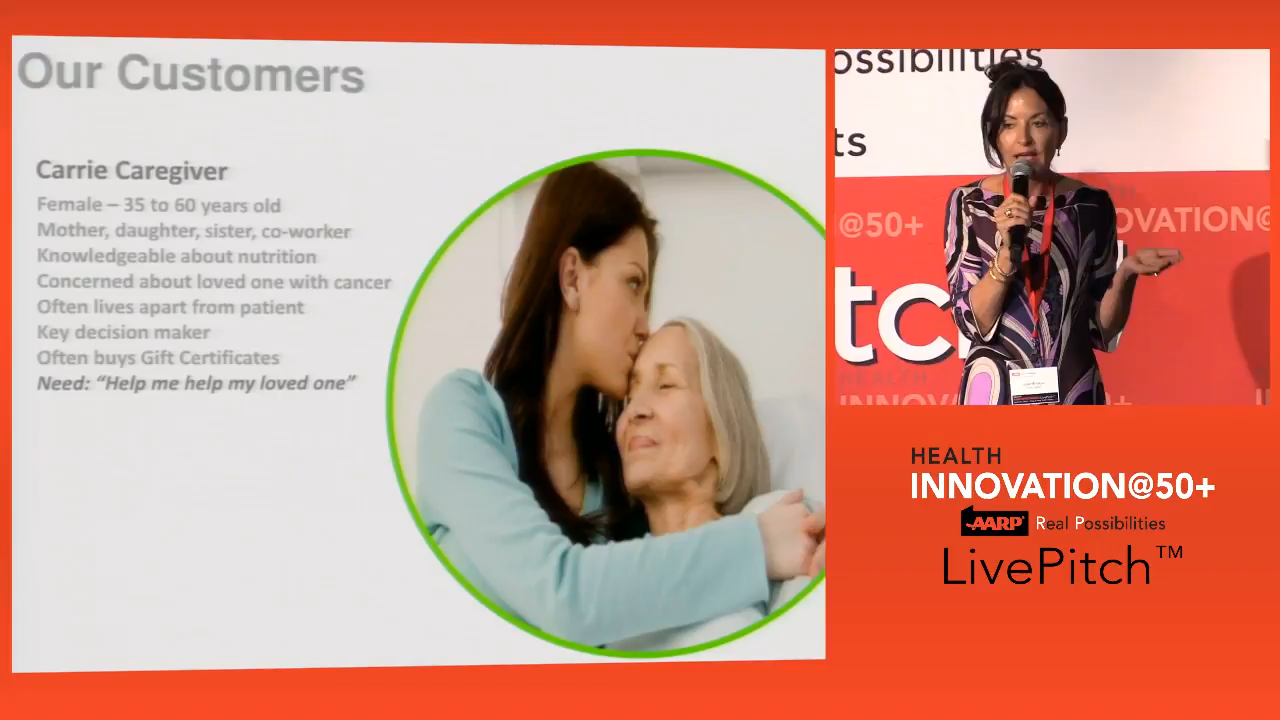 Our Customers
Carrie Caregiver
Female – 35 to 60 years old
Mother, daughter, sister, co-worker
Knowledgeable about nutrition
Concerned about loved one with cancer
Often lives apart from patient
Key decision maker
Often buys Gift Certificates
Need: “Help me help my loved one”
ossibilities
ts
@50+
NOVATION@
tc
HEALTH
INNOVA
HEALTH
INNOVATION@50+
AARP Real Possibilities
LivePitch™